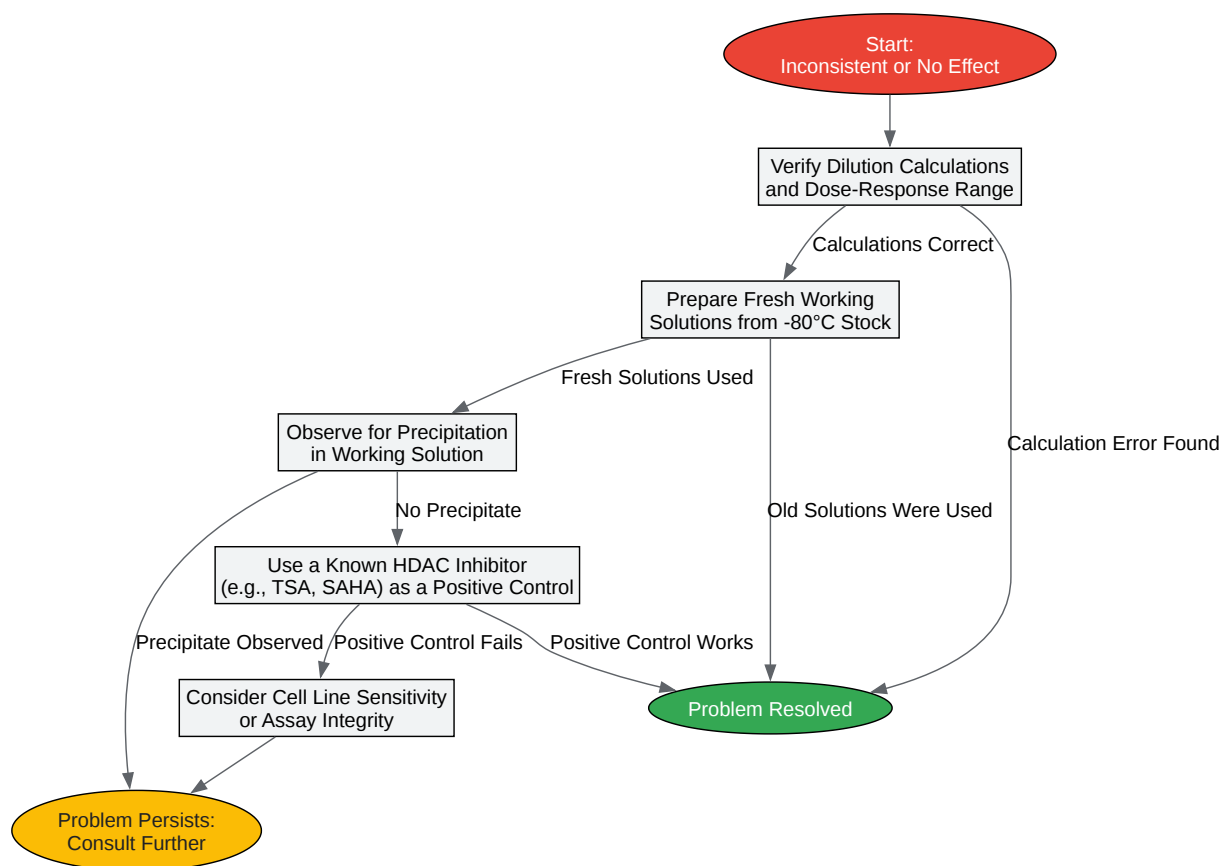 Start:
Inconsistent or No Effect
Verify Dilution Calculations
and Dose-Response Range
Calculations Correct
Prepare Fresh Working
Solutions from -80°C Stock
Fresh Solutions Used
Observe for Precipitation
in Working Solution
Calculation Error Found
No Precipitate
Old Solutions Were Used
Use a Known HDAC Inhibitor
(e.g., TSA, SAHA) as a Positive Control
Precipitate Observed
Positive Control Fails
Positive Control Works
Consider Cell Line Sensitivity
or Assay Integrity
Problem Resolved
Problem Persists:
Consult Further